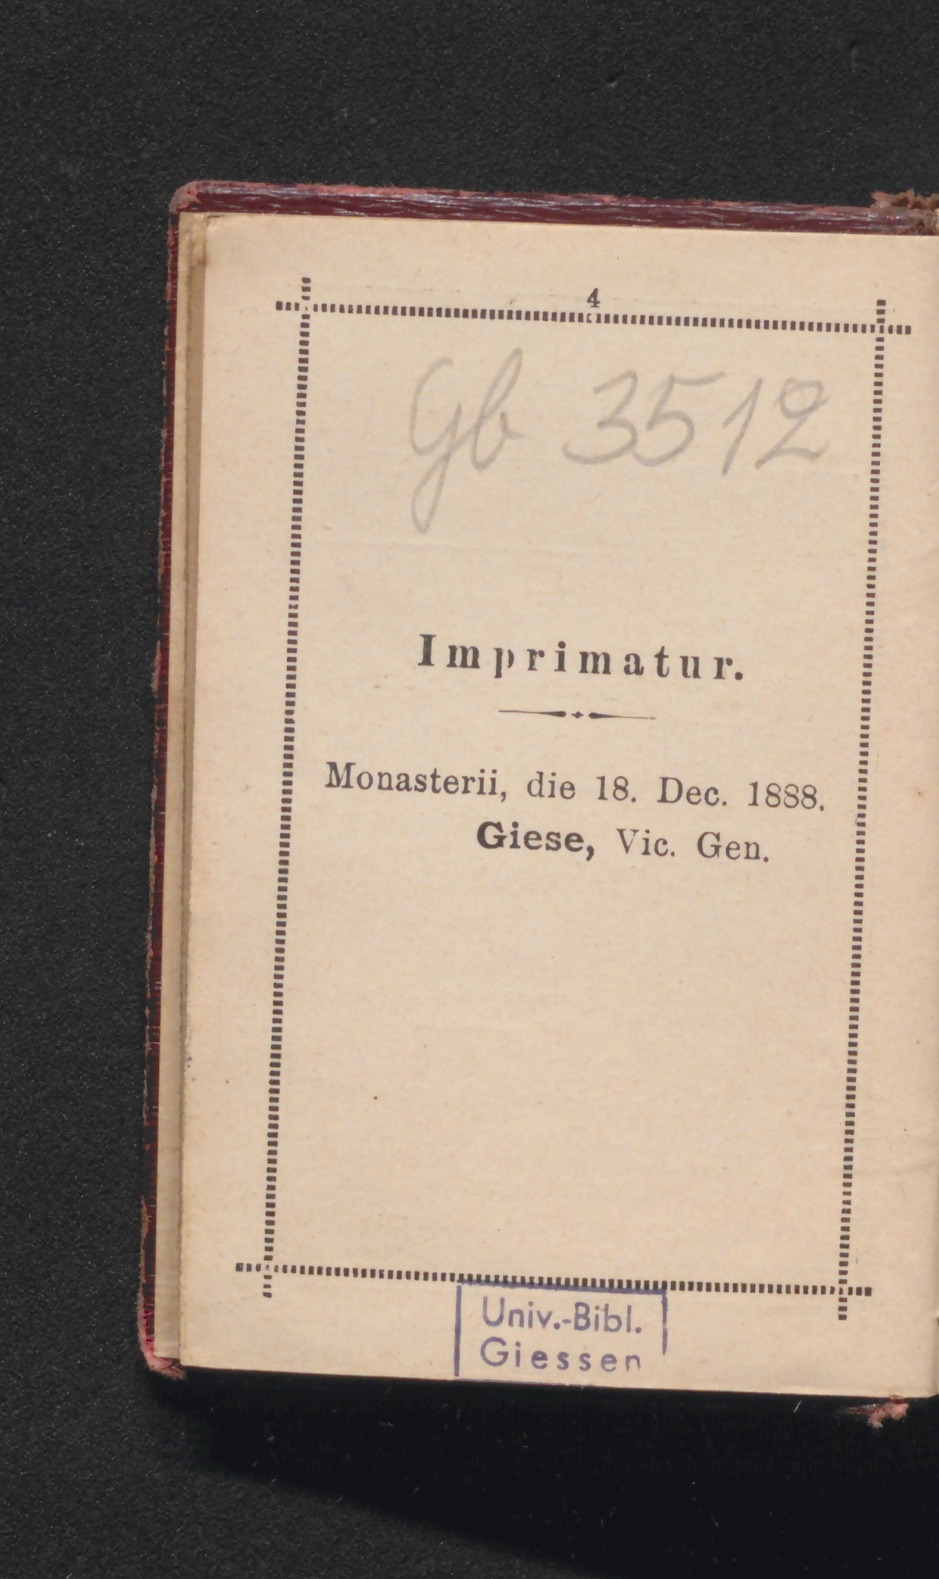 4
Gb 3512
Imprimatur.
Monasterii, die 18. Dec. 1888.
Giese, Vic. Gen.
Univ.-Bibl.
Giessen